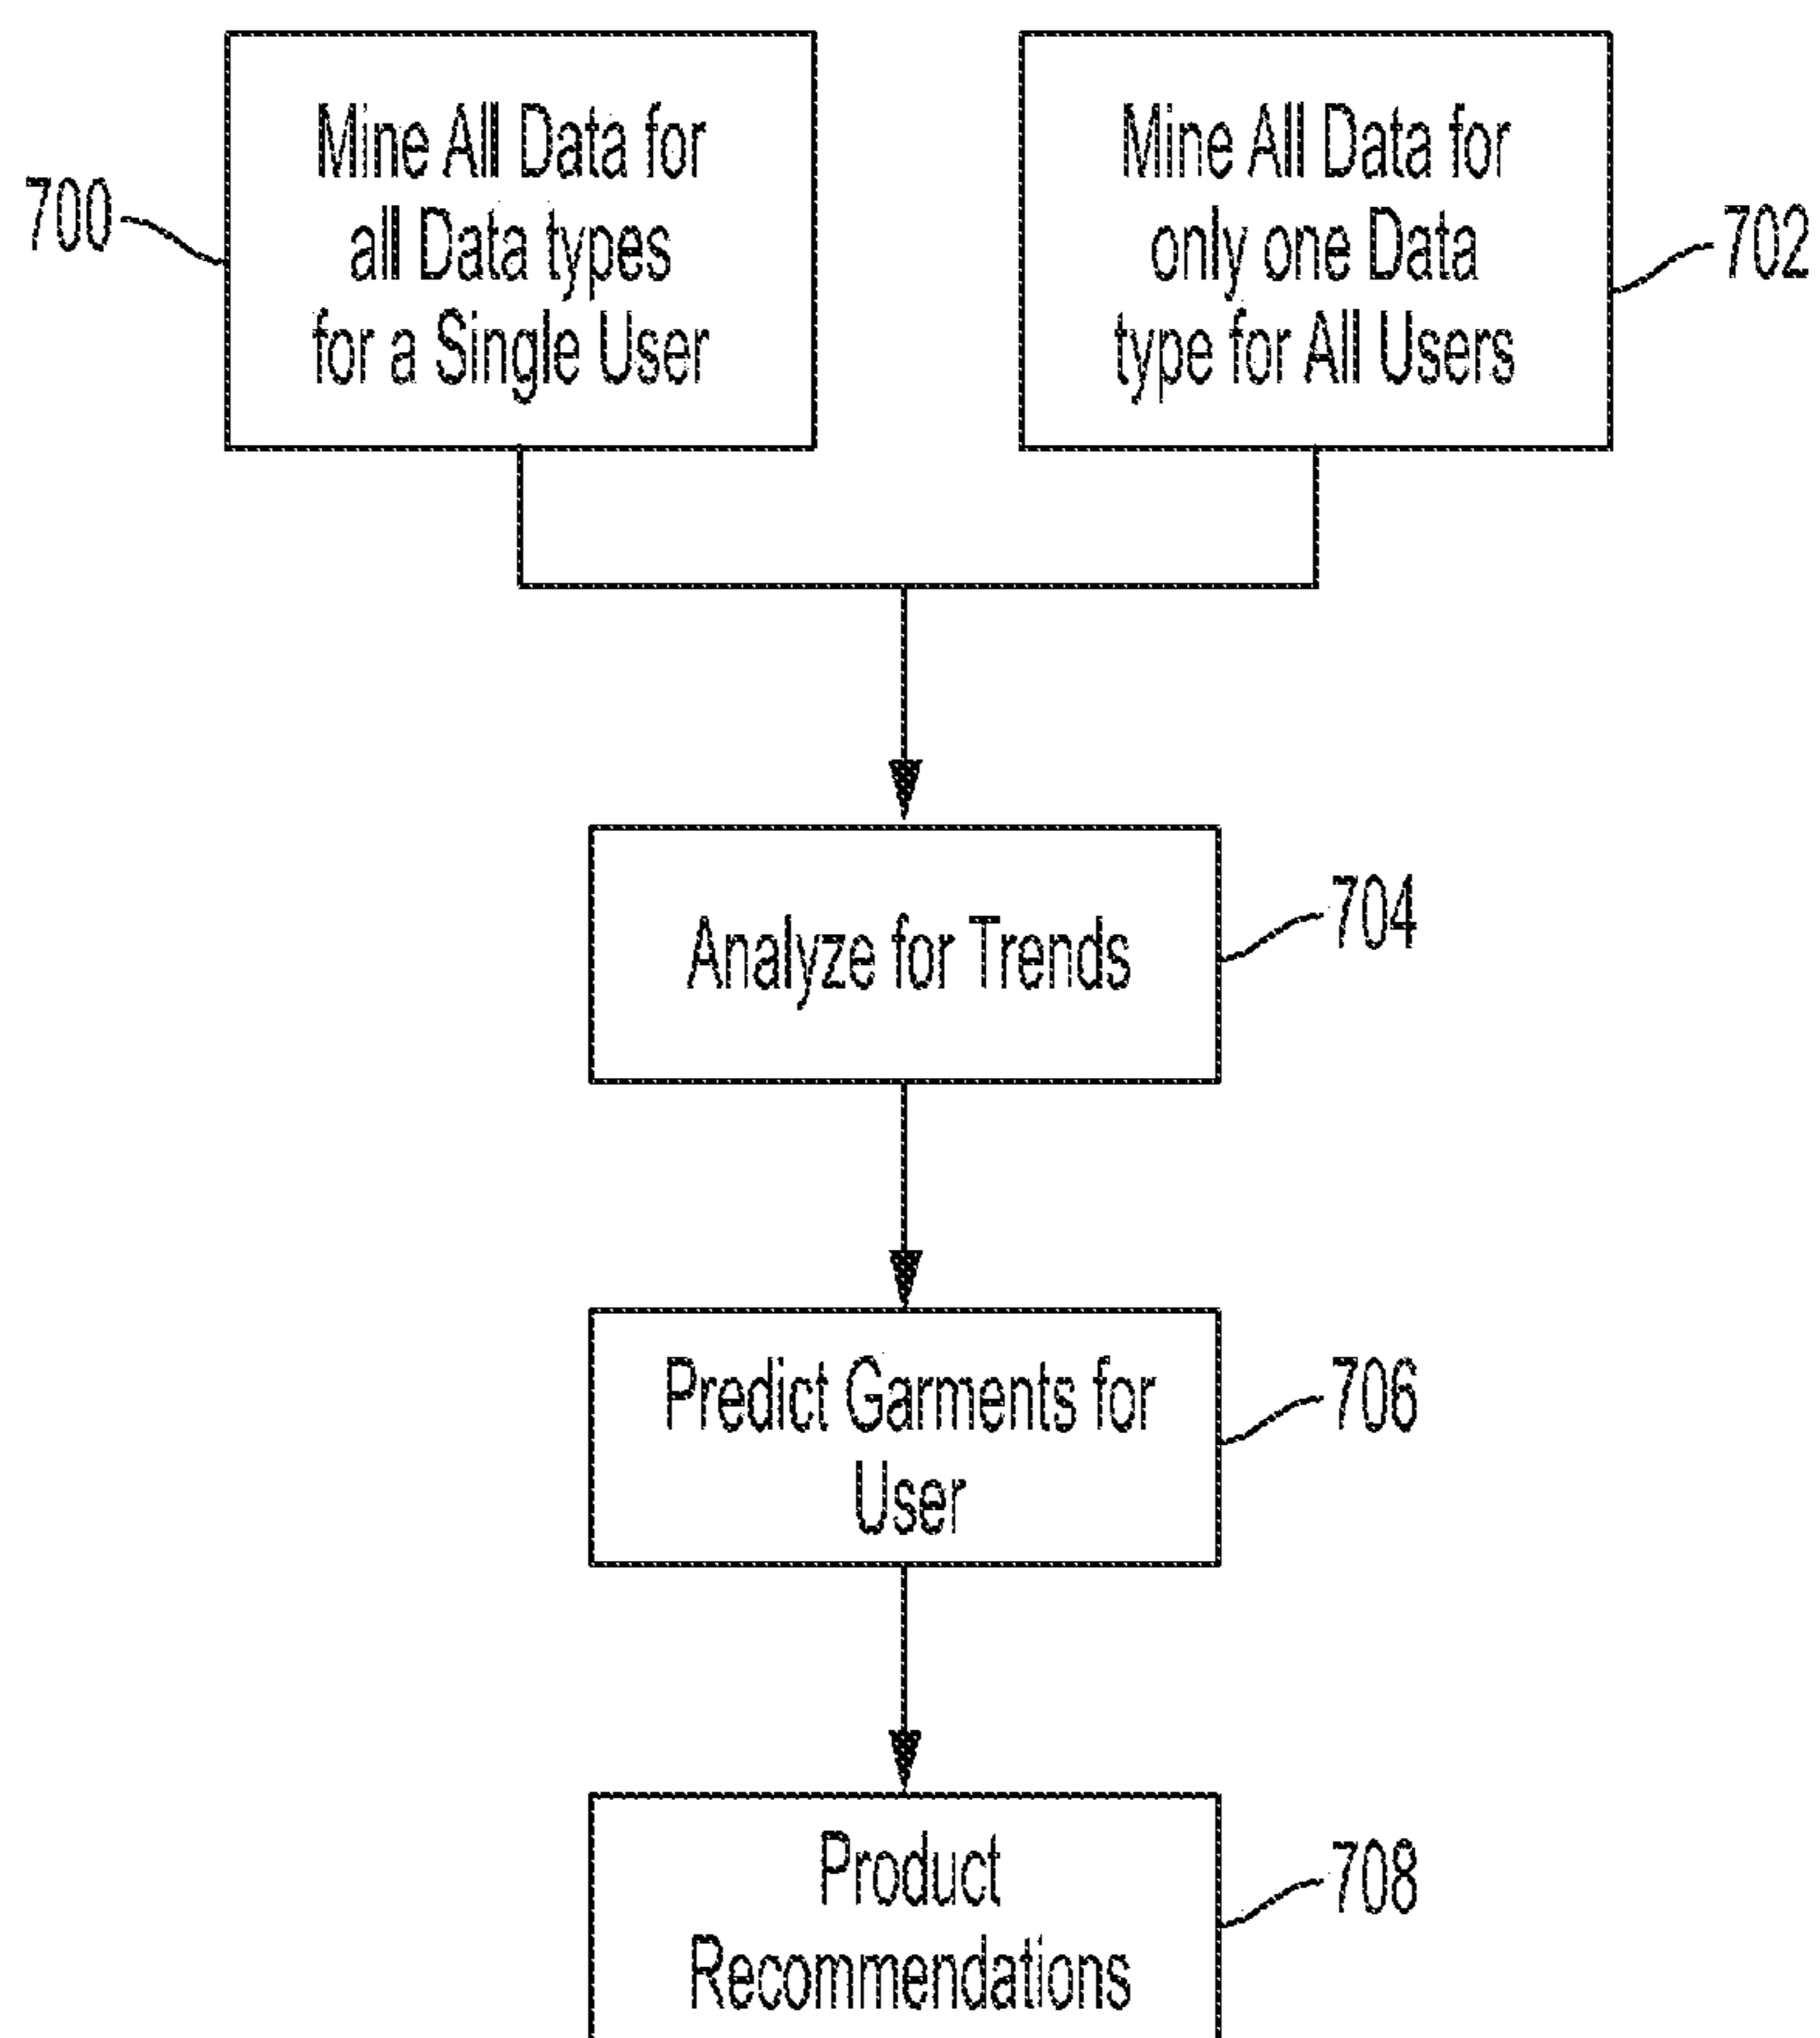 Mine All Data for
all Data types
for a Single User
700
Mine All Data for
only one Data
type for All Users
702
Analyze for Trends
704
Predict Garments for
User
706
Product
Recommendations
708